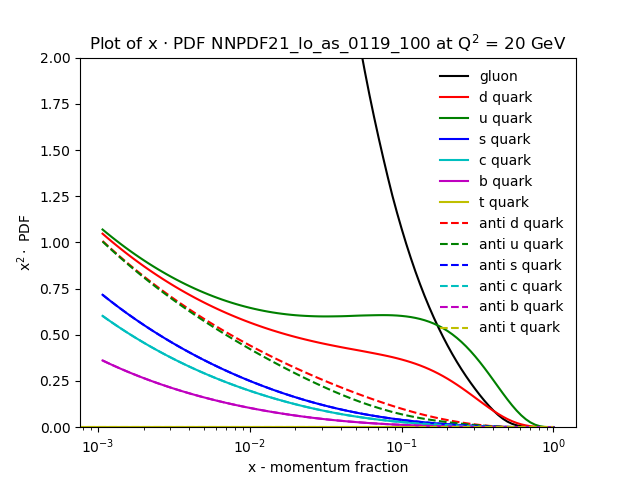 Plot of x · PDF NNPDF21_lo_as_0119_100 at Q² = 20 GeV
2.00
1.75
1.50
1.25
1.00
0.75
0.50
0.25
0.00
x² · PDF
gluon
d quark
u quark
s quark
c quark
b quark
t quark
anti d quark
anti u quark
anti s quark
anti c quark
anti b quark
anti t quark
10⁻³ 10⁻² 10⁻¹ 10⁰
x - momentum fraction